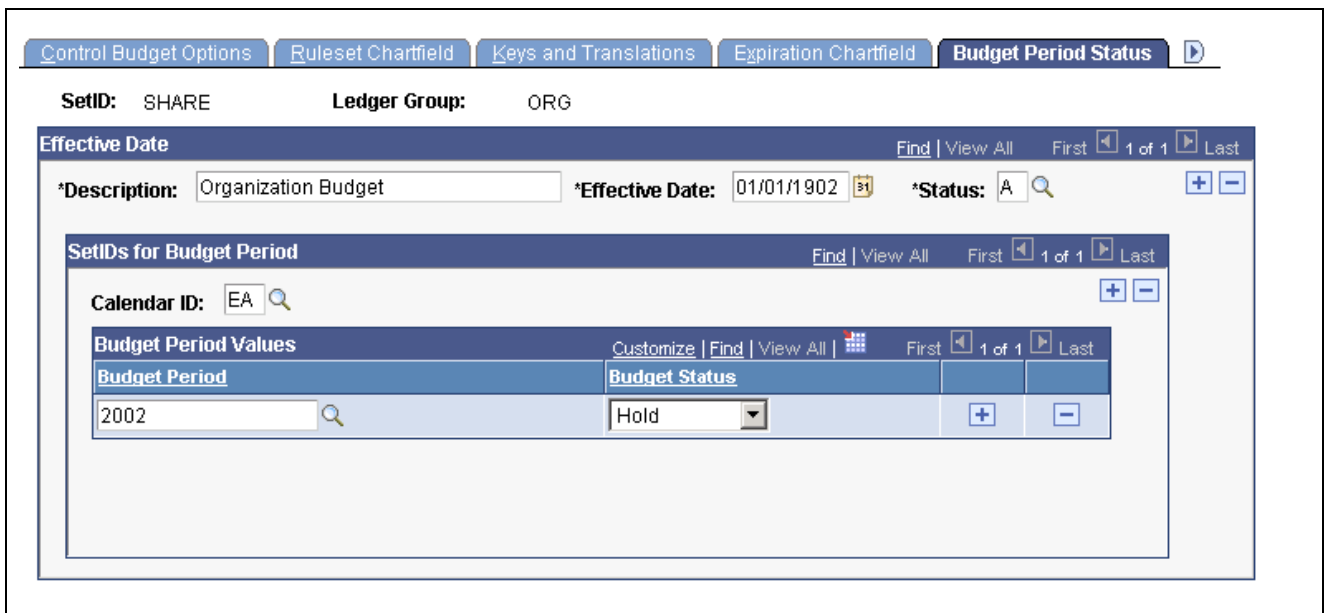 Control Budget Options Ruleset Chartfield Keys and Translations Expiration Chartfield Budget Period Status
SetID: SHARE Ledger Group: ORG
Effective Date Find | View All First 1 of 1 Last
*Description: Organization Budget *Effective Date: 01/01/1902 31 *Status: A
SetIDs for Budget Period Find | View All First 1 of 1 Last
Calendar ID: EA
Budget Period Values Customize | Find | View All | First 1 of 1 Last
Budget Period Budget Status
2002 Hold